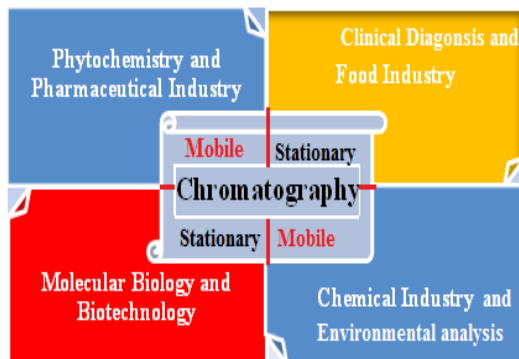 Phytochemistry and
Pharmaceutical Industry
Clinical Diagonsis and
Food Industry
Mobile Stationary
Chromatography
Stationary Mobile
Molecular Biology and
Biotechnology
Chemical Industry and
Environmental analysis